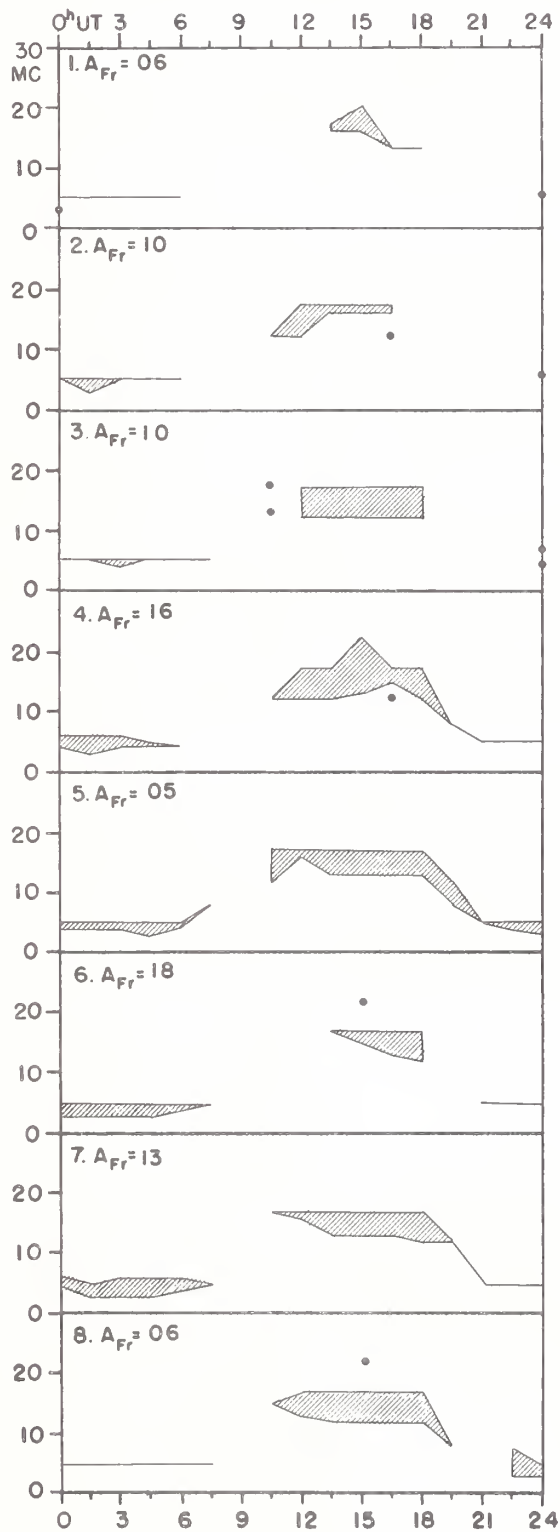 0ʰ UT 3 6 9 12 15 18 21 24
30
MC
1. A_Fr = 06
20
10
0
2. A_Fr = 10
20
10
0
3. A_Fr = 10
20
10
0
4. A_Fr = 16
20
10
0
5. A_Fr = 05
20
10
0
6. A_Fr = 18
20
10
0
7. A_Fr = 13
20
10
0
8. A_Fr = 06
20
10
0
0 3 6 9 12 15 18 21 24